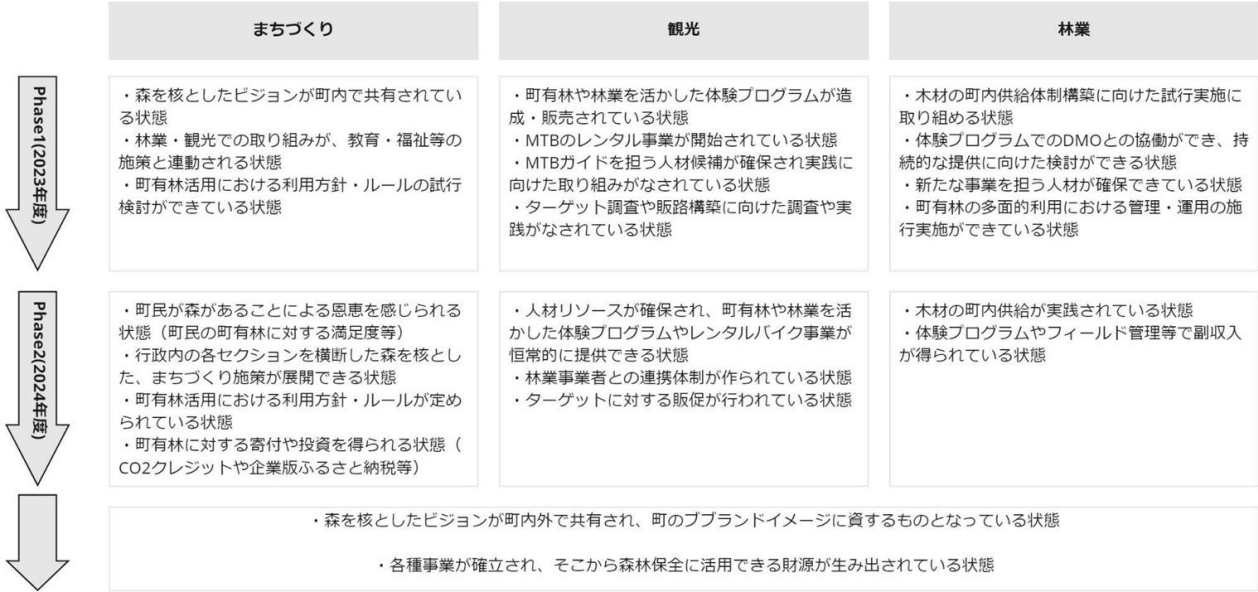 まちづくり
観光
林業
Phase1(2023年度)
・森を核としたビジョンが町内で共有されてい
る状態
・林業・観光での取り組みが、教育・福祉等の
施策と連動される状態
・町有林活用における利用方針・ルールの試行
検討ができている状態
・町有林や林業を活かした体験プログラムが造
成・販売されている状態
・MTBのレンタル事業が開始されている状態
・MTBガイドを担う人材候補が確保され実践に
向けた取り組みがなされている状態
・ターゲット調査や販路構築に向けた調査や実
践がなされている状態
・木材の町内供給体制構築に向けた試行実施に
取り組める状態
・体験プログラムでのDMOとの協働ができ、持
続的な提供に向けた検討ができる状態
・新たな事業を担う人材が確保できている状態
・町有林の多面的利用における管理・運用の施
行実施ができている状態
Phase2(2024年度)
・町民が森があることによる恩恵を感じられる
状態（町民の町有林に対する満足度等）
・行政内の各セクションを横断した森を核とし
た、まちづくり施策が展開できる状態
・町有林活用における利用方針・ルールが定め
られている状態
・町有林に対する寄付や投資を得られる状態（
CO2クレジットや企業版ふるさと納税等）
・人材リソースが確保され、町有林や林業を活
かした体験プログラムやレンタルバイク事業が
恒常的に提供できる状態
・林業事業者との連携体制が作られている状態
・ターゲットに対する販促が行われている状態
・木材の町内供給が実践されている状態
・体験プログラムやフィールド管理等で副収入
が得られている状態
・森を核としたビジョンが町内外で共有され、町のブブランドイメージに資するものとなっている状態
・各種事業が確立され、そこから森林保全に活用できる財源が生み出されている状態